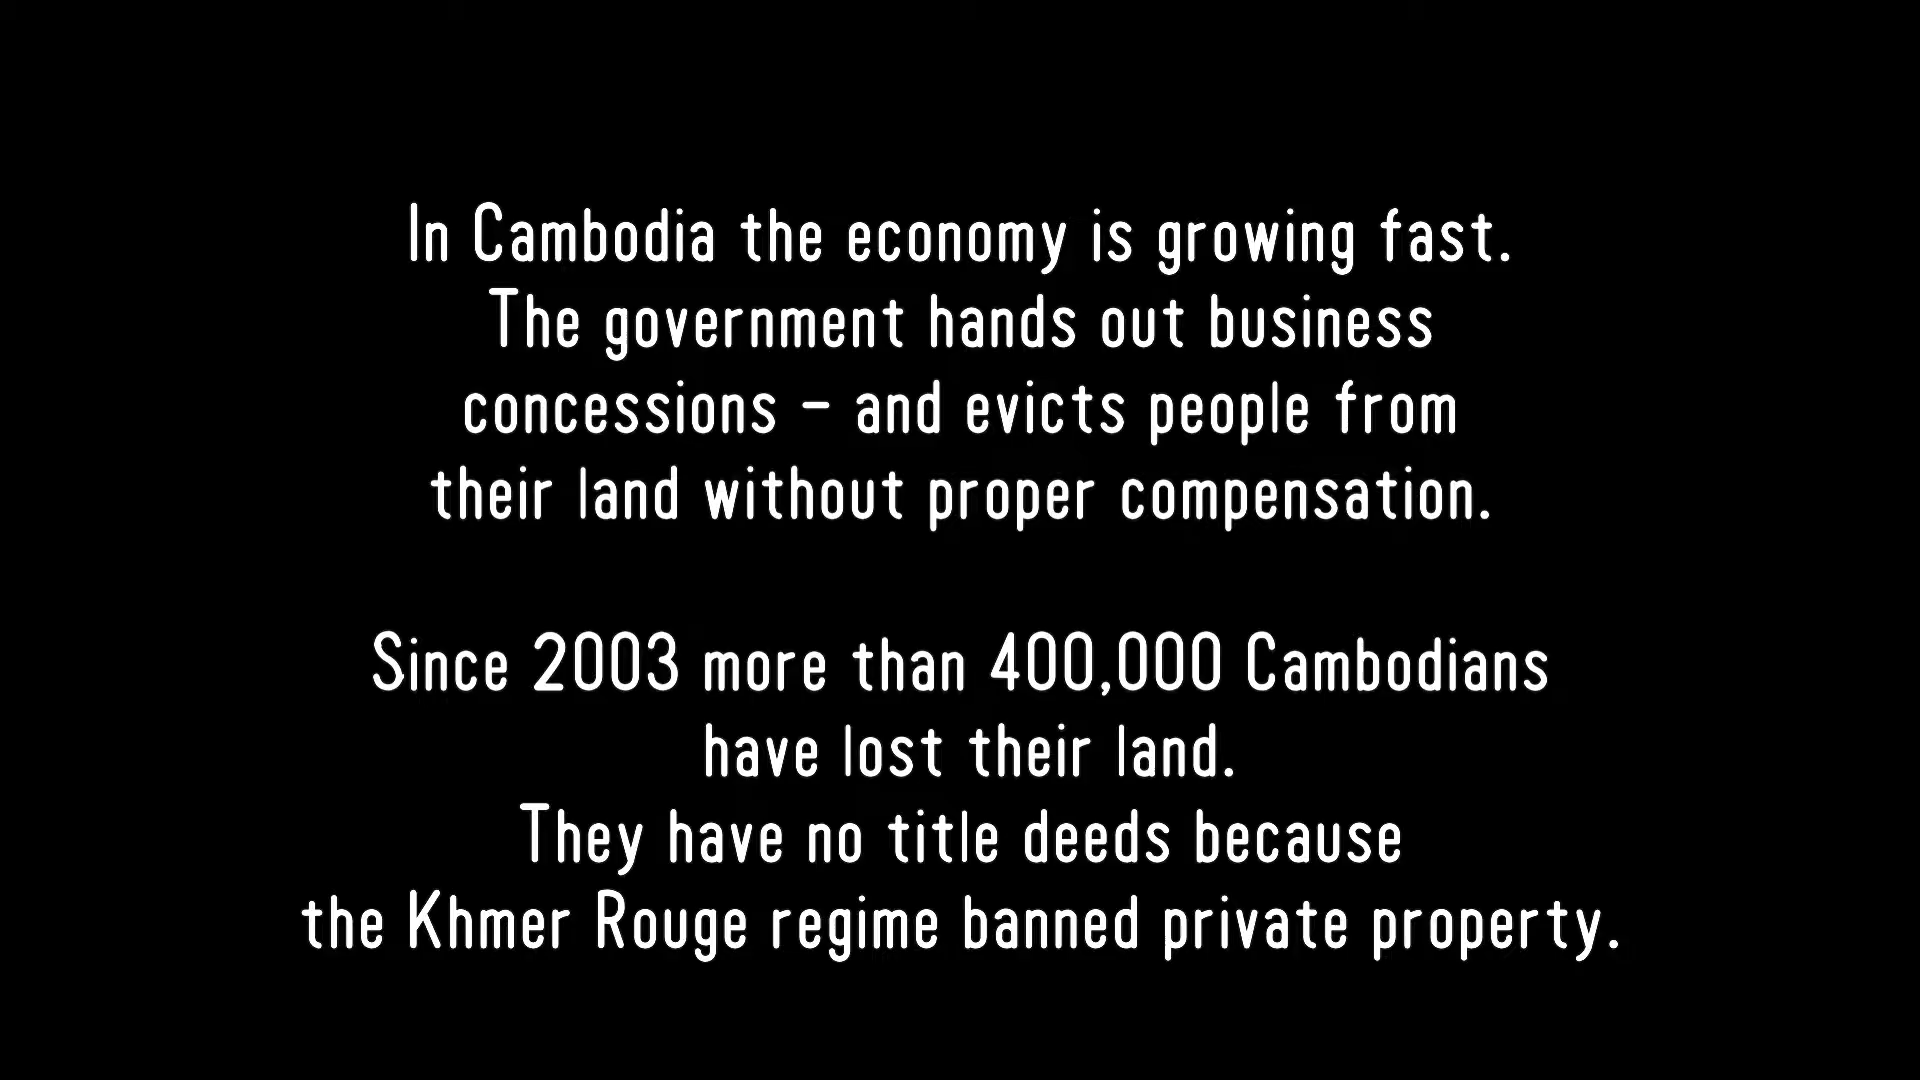 In Cambodia the economy is growing fast.
The government hands out business
concessions – and evicts people from
their land without proper compensation.
Since 2003 more than 400,000 Cambodians
have lost their land.
They have no title deeds because
the Khmer Rouge regime banned private property.